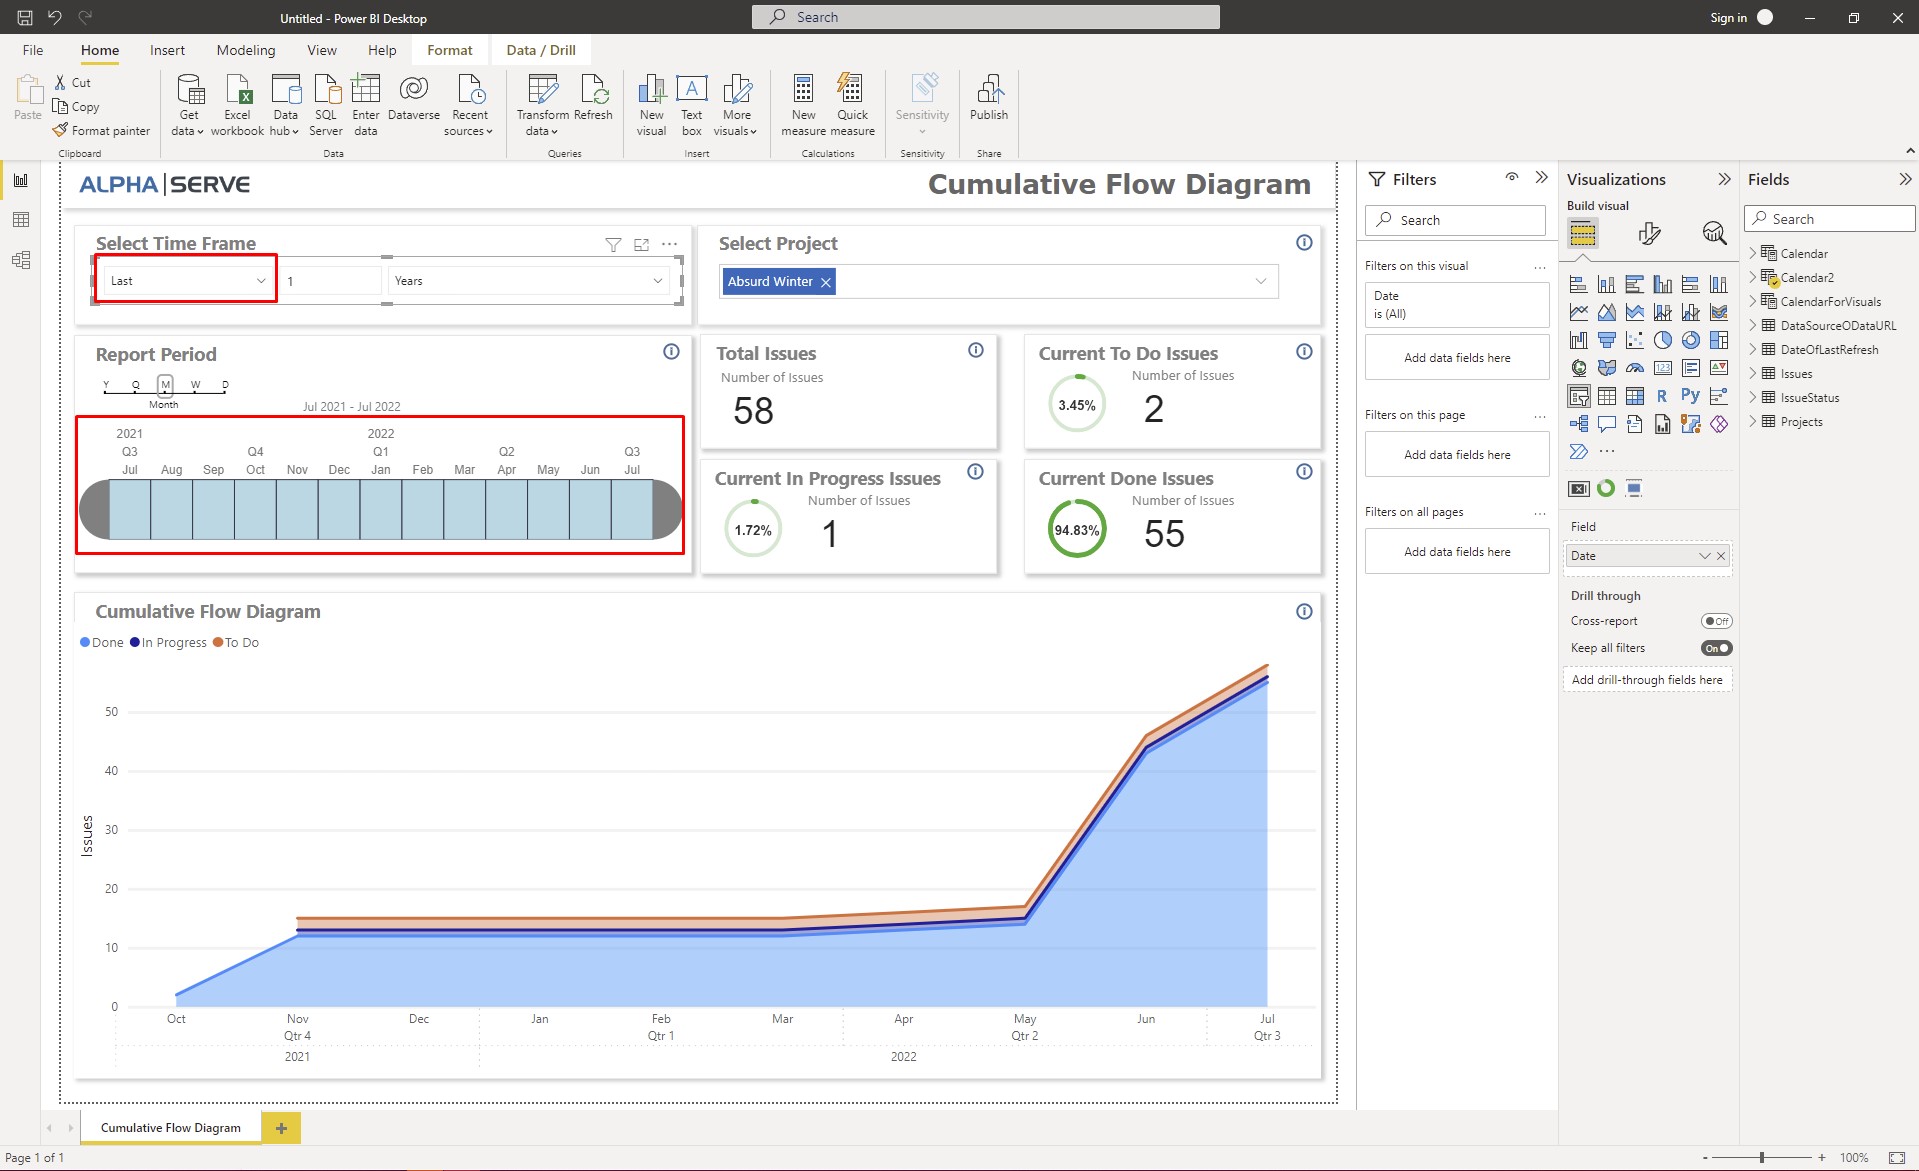 Untitled - Power BI Desktop
Search
Sign in
File
Home
Insert
Modeling
View
Help
Format
Data / Drill
Paste
Cut
Copy
Format painter
Clipboard
Get data
Excel workbook
Data hub
SQL Server
Enter data
Dataverse
Recent sources
Data
Transform data
Refresh
Queries
New visual
Text box
More visuals
Insert
New measure
Quick measure
Calculations
Sensitivity
Sensitivity
Publish
Share
ALPHA|SERVE
Cumulative Flow Diagram
Select Time Frame
Last
1
Years
Select Project
Absurd Winter
Report Period
Y Q M W D
Month
Jul 2021 - Jul 2022
2021 2022
Q3 Q4 Q1 Q2 Q3
Jul Aug Sep Oct Nov Dec Jan Feb Mar Apr May Jun Jul
Total Issues
Number of Issues
58
Current To Do Issues
Number of Issues
3.45%
2
Current In Progress Issues
Number of Issues
1.72%
1
Current Done Issues
Number of Issues
94.83%
55
Cumulative Flow Diagram
Done In Progress To Do
50
40
30
20
10
0
Issues
Oct Nov Dec Jan Feb Mar Apr May Jun Jul
Qtr 4 Qtr 1 Qtr 2 Qtr 3
2021 2022
Filters
Search
Filters on this visual
Date
is (All)
Add data fields here
Filters on this page
Add data fields here
Filters on all pages
Add data fields here
Visualizations
Build visual
123
R
Py
Field
Date
Drill through
Cross-report
Off
Keep all filters
On
Add drill-through fields here
Fields
Search
Calendar
Calendar2
CalendarForVisuals
DataSourceODataURL
DateOfLastRefresh
Issues
IssueStatus
Projects
Cumulative Flow Diagram
+
Page 1 of 1
- + 100%